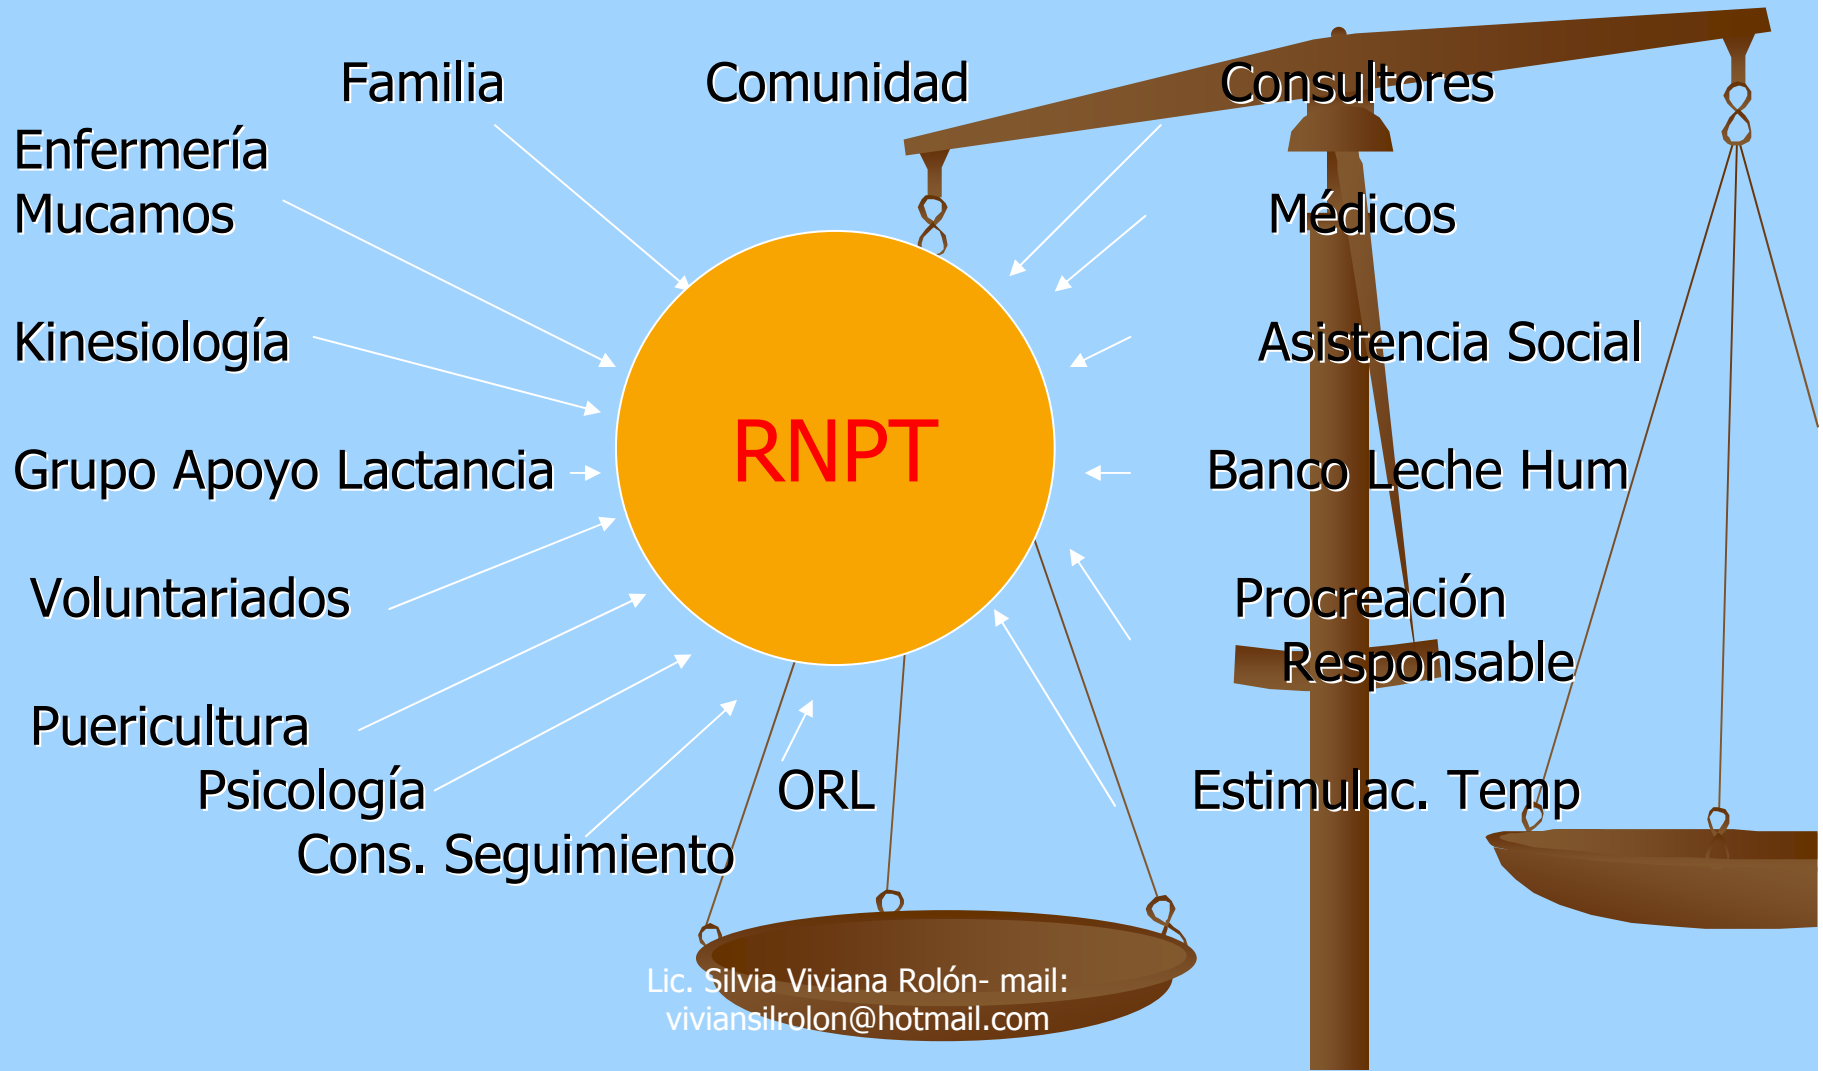 Familia Comunidad Consultores
Enfermería
Mucamos Médicos
Kinesiología Asistencia Social
RNPT
Grupo Apoyo Lactancia Banco Leche Hum
Voluntariados Procreación
Responsable
Puericultura
Psicología ORL Estimulac. Temp
Cons. Seguimiento
Lic. Silvia Viviana Rolón- mail:
viviansilrolon@hotmail.com